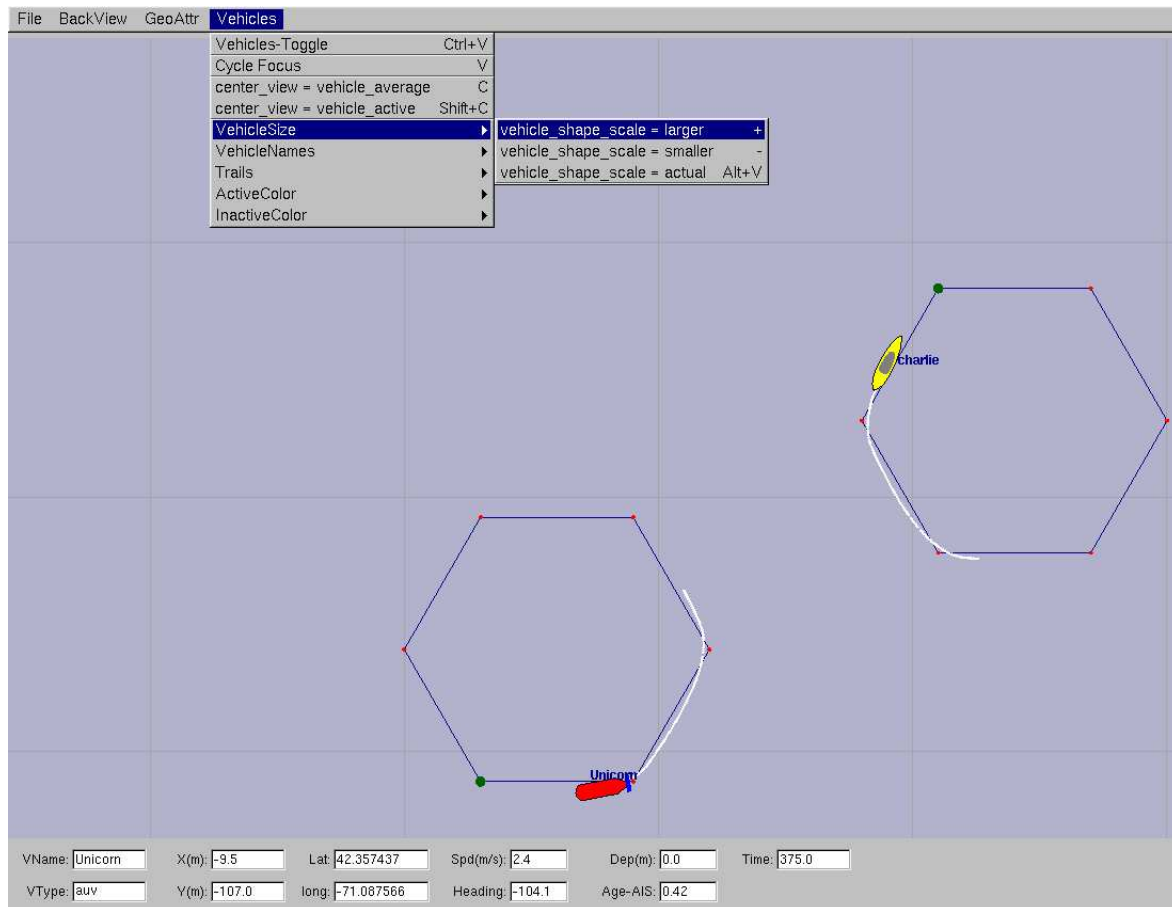 File BackView GeoAttr Vehicles
Vehicles-Toggle Ctrl+V
Cycle Focus V
center_view = vehicle_average C
center_view = vehicle_active Shift+C
VehicleSize
vehicle_shape_scale = larger +
VehicleNames
vehicle_shape_scale = smaller -
Trails
vehicle_shape_scale = actual Alt+V
ActiveColor
InactiveColor
charlie
Unicorn
VName: Unicorn X(m): -9.5 Lat: 42.357437 Spd(m/s): 2.4 Dep(m): 0.0 Time: 375.0
VType: auv Y(m): -107.0 long: -71.087566 Heading: -104.1 Age-AIS: 0.42